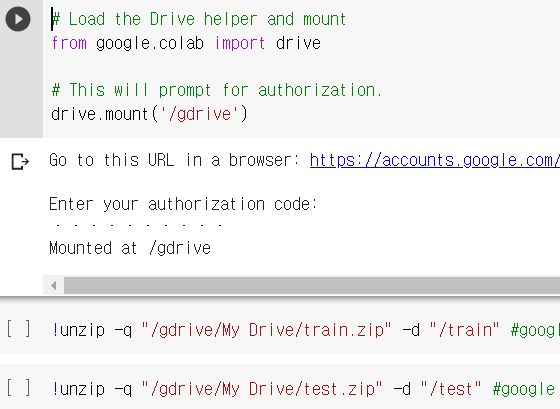 # Load the Drive helper and mount
from google.colab import drive
# This will prompt for authorization.
drive.mount('/gdrive')
Go to this URL in a browser: https://accounts.google.com/
Enter your authorization code:
··········
Mounted at /gdrive
[ ] !unzip -q "/gdrive/My Drive/train.zip" -d "/train" #googl
[ ] !unzip -q "/gdrive/My Drive/test.zip" -d "/test" #google